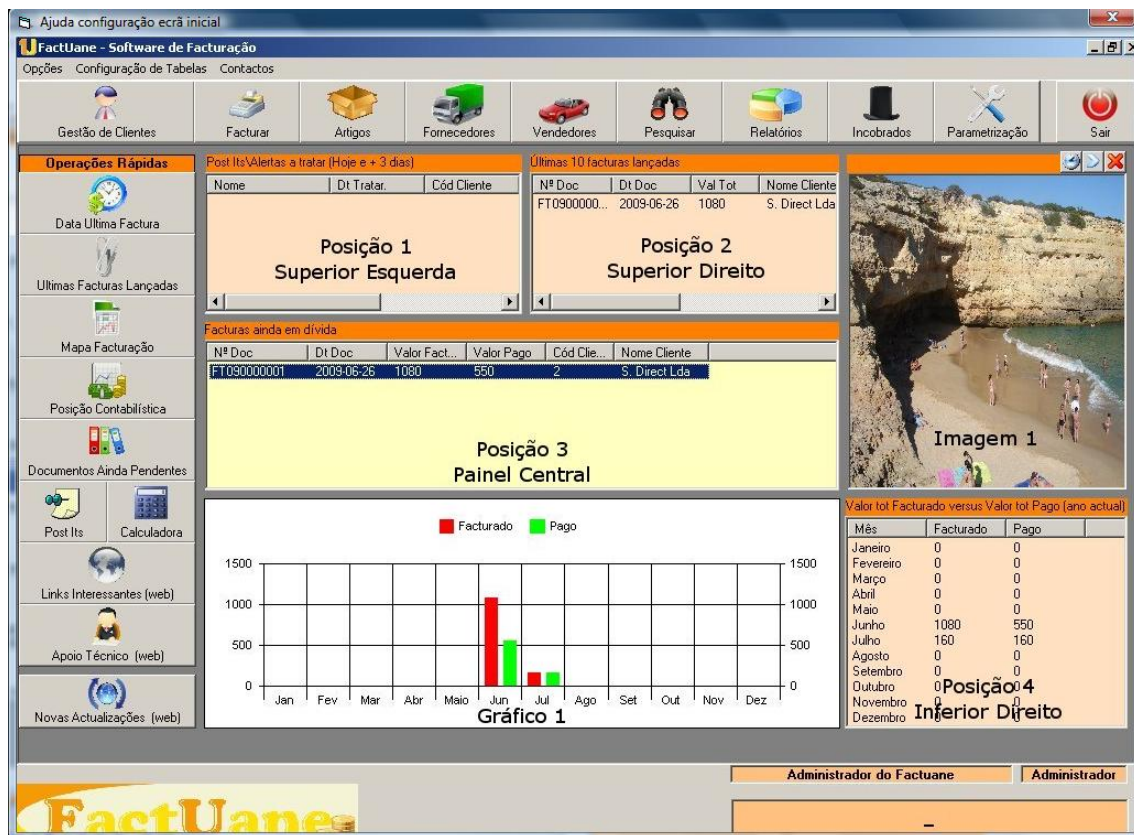 Ajuda configuração ecrã inicial
FactUane - Software de Facturação
Opções Configuração de Tabelas Contactos
Gestão de Clientes Facturar Artigos Fornecedores Vendedores Pesquisar Relatórios Incobrados Parametrização Sair
Operações Rápidas
Data Ultima Factura
Ultimas Facturas Lançadas
Mapa Facturação
Posição Contabilística
Documentos Ainda Pendentes
Post Its Calculadora
Links Interessantes (web)
Apoio Técnico (web)
Novas Actualizações (web)
Post Its\Alertas a tratar (Hoje e + 3 dias)
Nome Dt Tratar. Cód Cliente
Posição 1
Superior Esquerda
Últimas 10 facturas lançadas
Nº Doc Dt Doc Val Tot Nome Cliente
FT0900000... 2009-06-26 1080 S. Direct Lda
Posição 2
Superior Direito
Facturas ainda em dívida
Nº Doc Dt Doc Valor Fact... Valor Pago Cód Clie... Nome Cliente
FT090000001 2009-06-26 1080 550 2 S. Direct Lda
Posição 3
Painel Central
Imagem 1
Facturado Pago
1500 1500
1000 1000
500 500
0 0
Jan Fev Mar Abr Maio Jun Jul Ago Set Out Nov Dez
Gráfico 1
Valor tot Facturado versus Valor tot Pago (ano actual)
Mês Facturado Pago
Janeiro 0 0
Fevereiro 0 0
Março 0 0
Abril 0 0
Maio 0 0
Junho 1080 550
Julho 160 160
Agosto 0 0
Setembro 0 0
Outubro 0 0
Novembro 0 0
Dezembro 0 0
Posição 4
Inferior Direito
Administrador do Factuane Administrador
FactUane